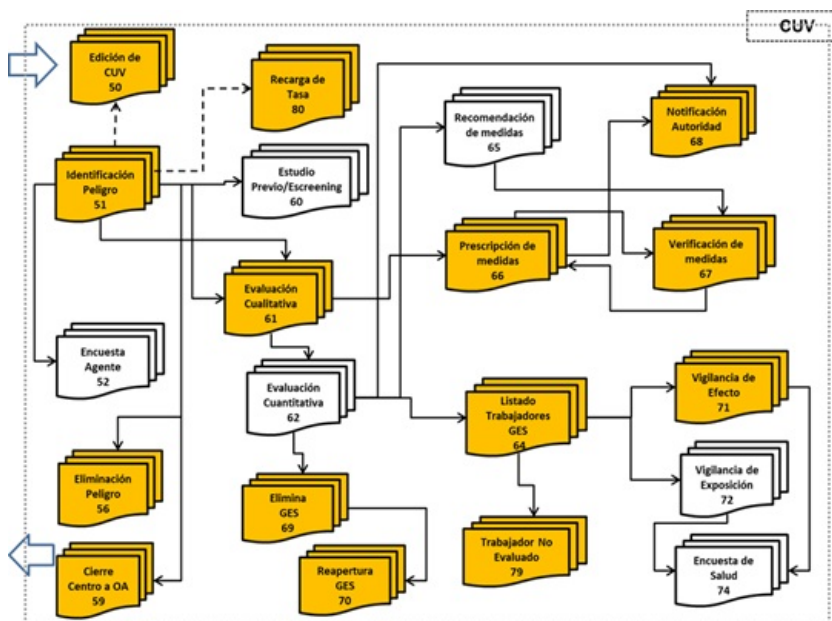 CUV
Edición de
CUV
50
Recarga de
Tasa
80
Recomendación
de medidas
65
Notificación
Autoridad
68
Identificación
Peligro
51
Estudio
Previo/Escreening
60
Prescripción de
medidas
66
Verificación de
medidas
67
Evaluación
Cualitativa
61
Encuesta
Agente
52
Evaluación
Cuantitativa
62
Listado
Trabajadores
GES
64
Vigilancia de
Efecto
71
Vigilancia de
Exposición
72
Eliminación
Peligro
56
Elimina
GES
69
Trabajador No
Evaluado
79
Encuesta de
Salud
74
Cierre
Centro a OA
59
Reapertura
GES
70